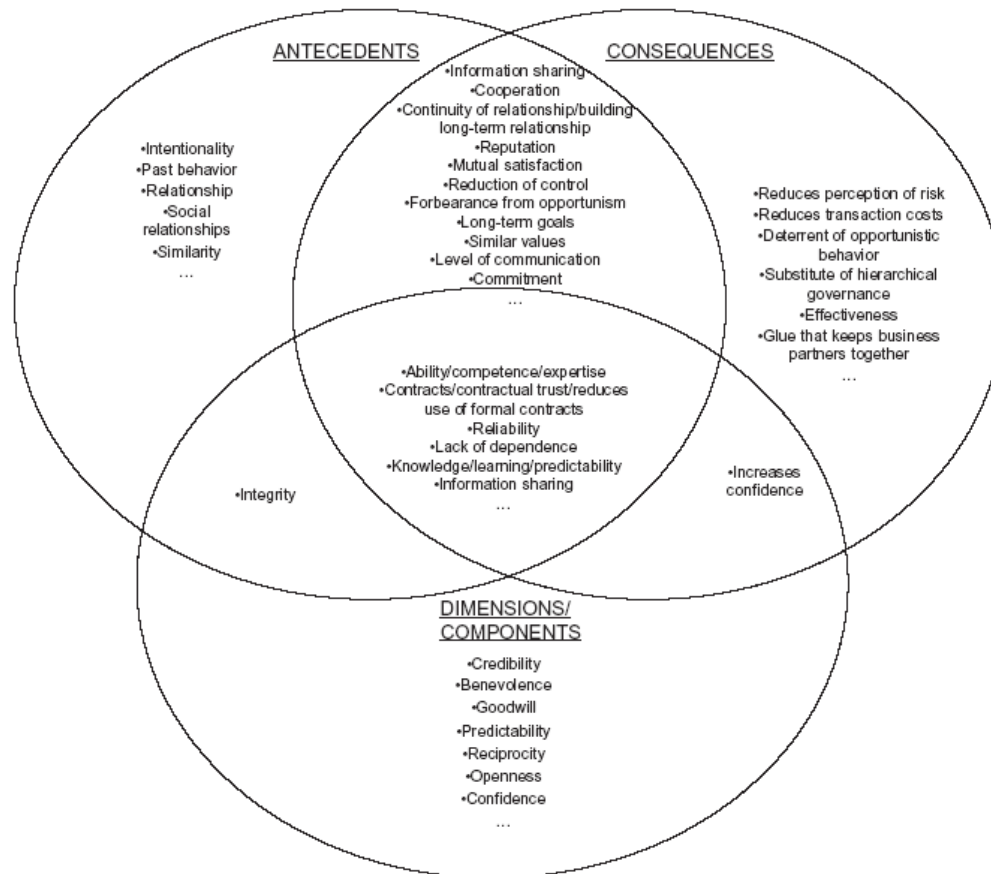 ANTECEDENTS
CONSEQUENCES
•Information sharing
•Cooperation
•Continuity of relationship/building
long-term relationship
•Reputation
•Mutual satisfaction
•Reduction of control
•Forbearance from opportunism
•Long-term goals
•Similar values
•Level of communication
•Commitment
...
•Intentionality
•Past behavior
•Relationship
•Social
relationships
•Similarity
...
•Reduces perception of risk
•Reduces transaction costs
•Deterrent of opportunistic
behavior
•Substitute of hierarchical
governance
•Effectiveness
•Glue that keeps business
partners together
...
•Ability/competence/expertise
•Contracts/contractual trust/reduces
use of formal contracts
•Reliability
•Lack of dependence
•Knowledge/learning/predictability
•Information sharing
...
•Integrity
•Increases
confidence
DIMENSIONS/
COMPONENTS
•Credibility
•Benevolence
•Goodwill
•Predictability
•Reciprocity
•Openness
•Confidence
...